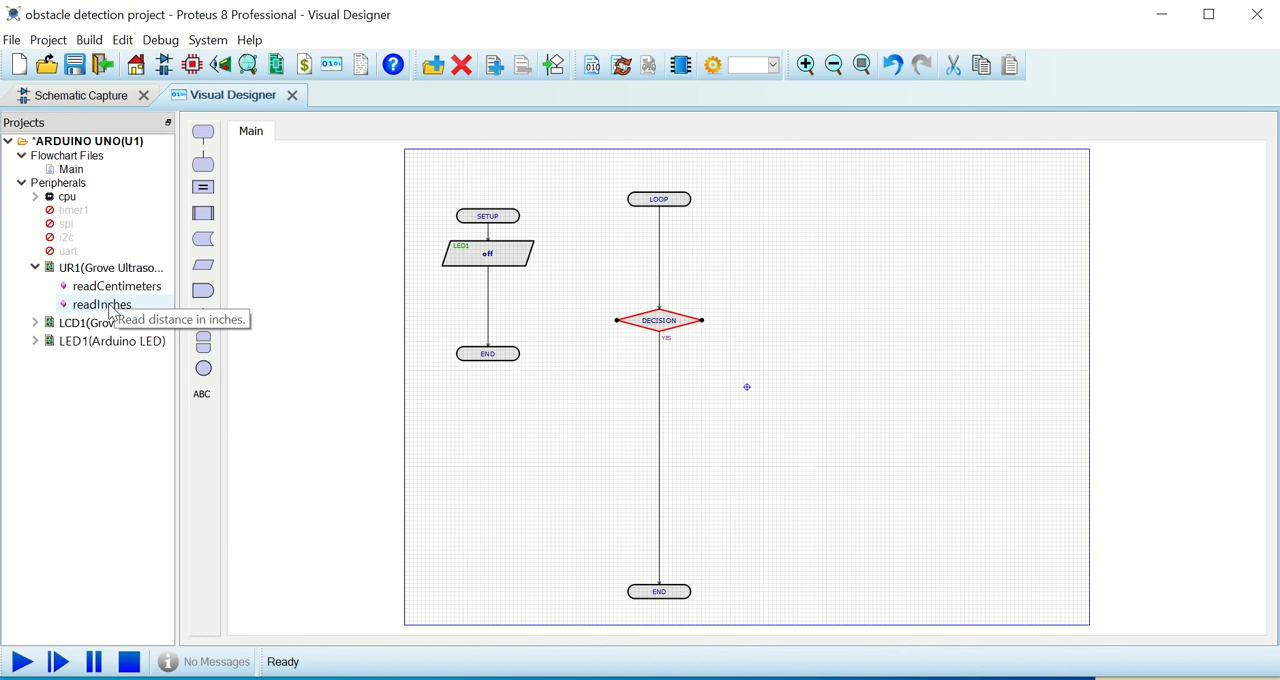 obstacle detection project - Proteus 8 Professional - Visual Designer
File Project Build Edit Debug System Help
Schematic Capture
Visual Designer
Projects
Main
*ARDUINO UNO(U1)
Flowchart Files
Main
Peripherals
cpu
timer1
spi
i2c
uart
UR1(Grove Ultraso...
readCentimeters
readInches
Read distance in inches.
LCD1(Grov
LED1(Arduino LED)
ABC
SETUP
LED1
off
END
LOOP
DECISION
YES
END
No Messages
Ready